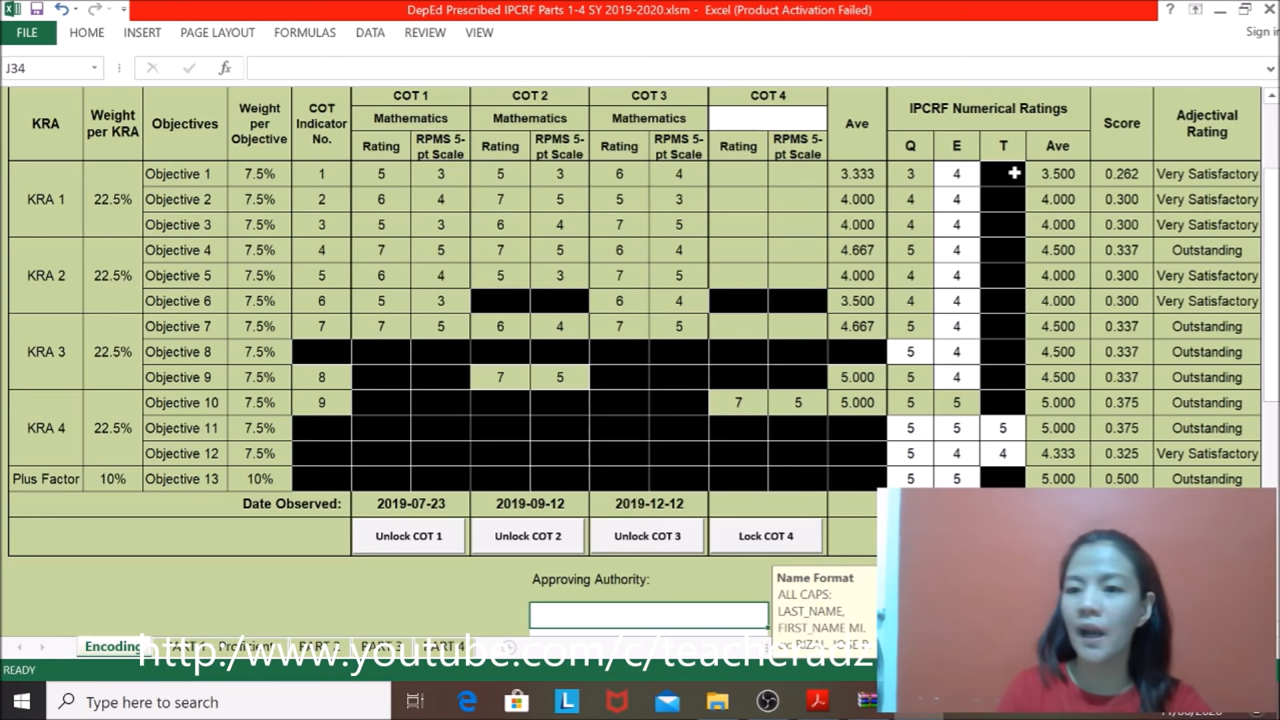 DepEd Prescribed IPCRF Parts 1-4 SY 2019-2020.xlsm - Excel (Product Activation Failed)
FILE HOME INSERT PAGE LAYOUT FORMULAS DATA REVIEW VIEW Sign in
J34 fx
KRA Weight per KRA Objectives Weight per Objective COT Indicator No. COT 1 COT 2 COT 3 COT 4 Ave IPCRF Numerical Ratings Score Adjectival Rating
Mathematics Mathematics Mathematics
Rating RPMS 5-pt Scale Rating RPMS 5-pt Scale Rating RPMS 5-pt Scale Rating RPMS 5-pt Scale Q E T Ave
KRA 1 22.5% Objective 1 7.5% 1 5 3 5 3 6 4 3.333 3 4 3.500 0.262 Very Satisfactory
Objective 2 7.5% 2 6 4 7 5 5 3 4.000 4 4 4.000 0.300 Very Satisfactory
Objective 3 7.5% 3 5 3 6 4 7 5 4.000 4 4 4.000 0.300 Very Satisfactory
KRA 2 22.5% Objective 4 7.5% 4 7 5 7 5 6 4 4.667 5 4 4.500 0.337 Outstanding
Objective 5 7.5% 5 6 4 5 3 7 5 4.000 4 4 4.000 0.300 Very Satisfactory
Objective 6 7.5% 6 5 3 6 4 3.500 4 4 4.000 0.300 Very Satisfactory
KRA 3 22.5% Objective 7 7.5% 7 7 5 6 4 7 5 4.667 5 4 4.500 0.337 Outstanding
Objective 8 7.5% 5 4 4.500 0.337 Outstanding
Objective 9 7.5% 8 7 5 5.000 5 4 4.500 0.337 Outstanding
KRA 4 22.5% Objective 10 7.5% 9 7 5 5.000 5 5 5.000 0.375 Outstanding
Objective 11 7.5% 5 5 5 5.000 0.375 Outstanding
Objective 12 7.5% 5 4 4 4.333 0.325 Very Satisfactory
Plus Factor 10% Objective 13 10% 5 5 5.000 0.500 Outstanding
Date Observed: 2019-07-23 2019-09-12 2019-12-12
Unlock COT 1 Unlock COT 2 Unlock COT 3 Lock COT 4
Approving Authority:
Name Format
ALL CAPS:
LAST_NAME,
FIRST_NAME MI.
Encoding Proficient PART 2 PART 3 PART 4
http:/www.youtube.com/c/teacheradz
READY
Type here to search